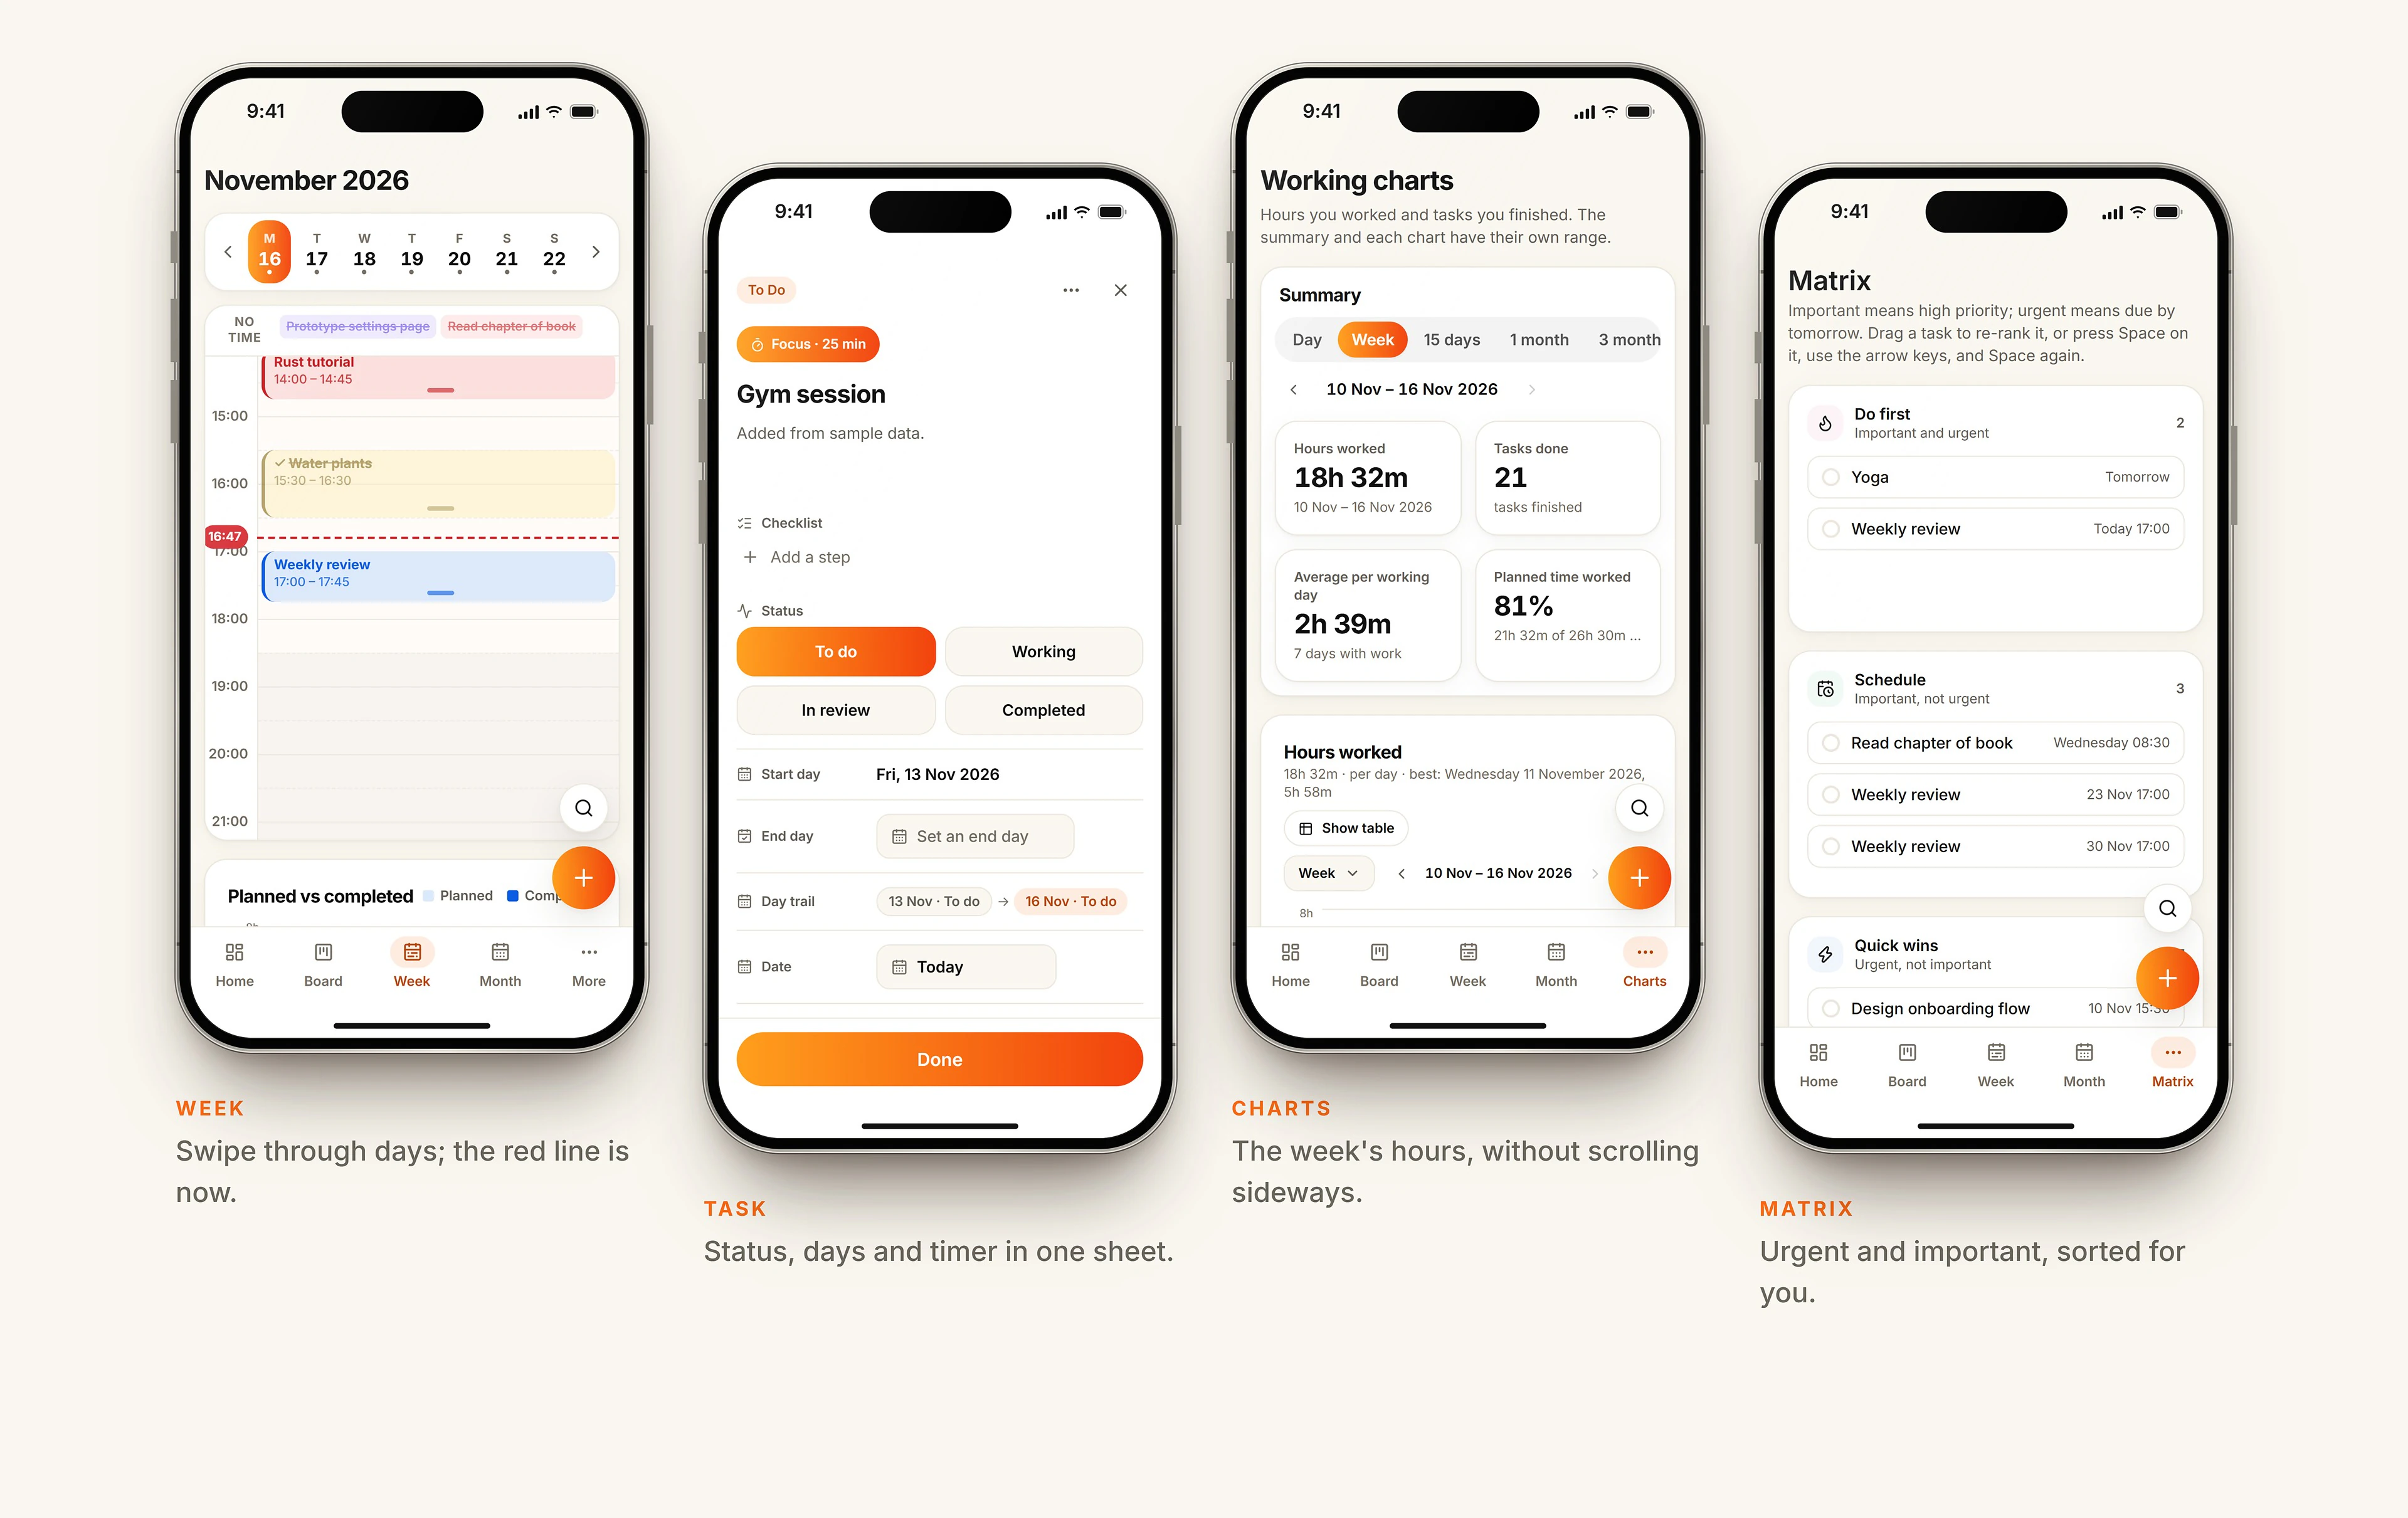 9:41
November 2026
M T W T F S S
16 17 18 19 20 21 22
NO TIME
Prototype settings page
Read chapter of book
Rust tutorial
14:00 – 14:45
15:00
Water plants
15:30 – 16:30
16:00
16:47
17:00
Weekly review
17:00 – 17:45
18:00
19:00
20:00
21:00
Planned vs completed
Planned
Home
Board
Week
Month
More
WEEK
Swipe through days; the red line is
now.
9:41
To Do
Focus · 25 min
Gym session
Added from sample data.
Checklist
Add a step
Status
To do
Working
In review
Completed
Start day
Fri, 13 Nov 2026
End day
Set an end day
Day trail
13 Nov · To do → 16 Nov · To do
Date
Today
Done
TASK
Status, days and timer in one sheet.
9:41
Working charts
Hours you worked and tasks you finished. The
summary and each chart have their own range.
Summary
Day
Week
15 days
1 month
3 month
10 Nov – 16 Nov 2026
Hours worked
18h 32m
10 Nov – 16 Nov 2026
Tasks done
21
tasks finished
Average per working
day
2h 39m
7 days with work
Planned time worked
81%
21h 32m of 26h 30m ...
Hours worked
18h 32m · per day · best: Wednesday 11 November 2026,
5h 58m
Show table
Week
10 Nov – 16 Nov 2026
8h
Home
Board
Week
Month
Charts
CHARTS
The week's hours, without scrolling
sideways.
9:41
Matrix
Important means high priority; urgent means due by
tomorrow. Drag a task to re-rank it, or press Space on
it, use the arrow keys, and Space again.
Do first
2
Important and urgent
Yoga
Tomorrow
Weekly review
Today 17:00
Schedule
3
Important, not urgent
Read chapter of book
Wednesday 08:30
Weekly review
23 Nov 17:00
Weekly review
30 Nov 17:00
Quick wins
Urgent, not important
Design onboarding flow
10 Nov 15:30
Home
Board
Week
Month
Matrix
MATRIX
Urgent and important, sorted for
you.